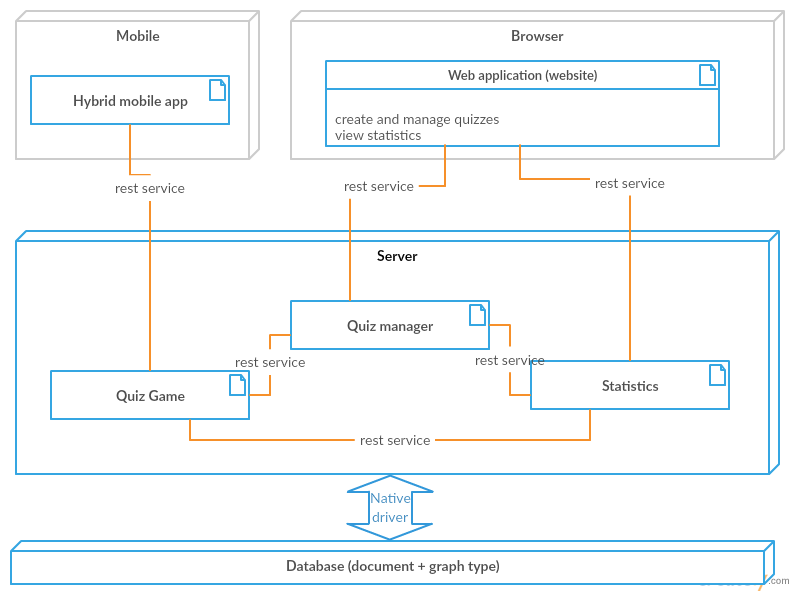 Mobile
Browser
Hybrid mobile app
Web application (website)
create and manage quizzes
view statistics
rest service
rest service
rest service
Server
Quiz manager
rest service
rest service
Quiz Game
Statistics
rest service
Native
driver
Database (document + graph type)
.com